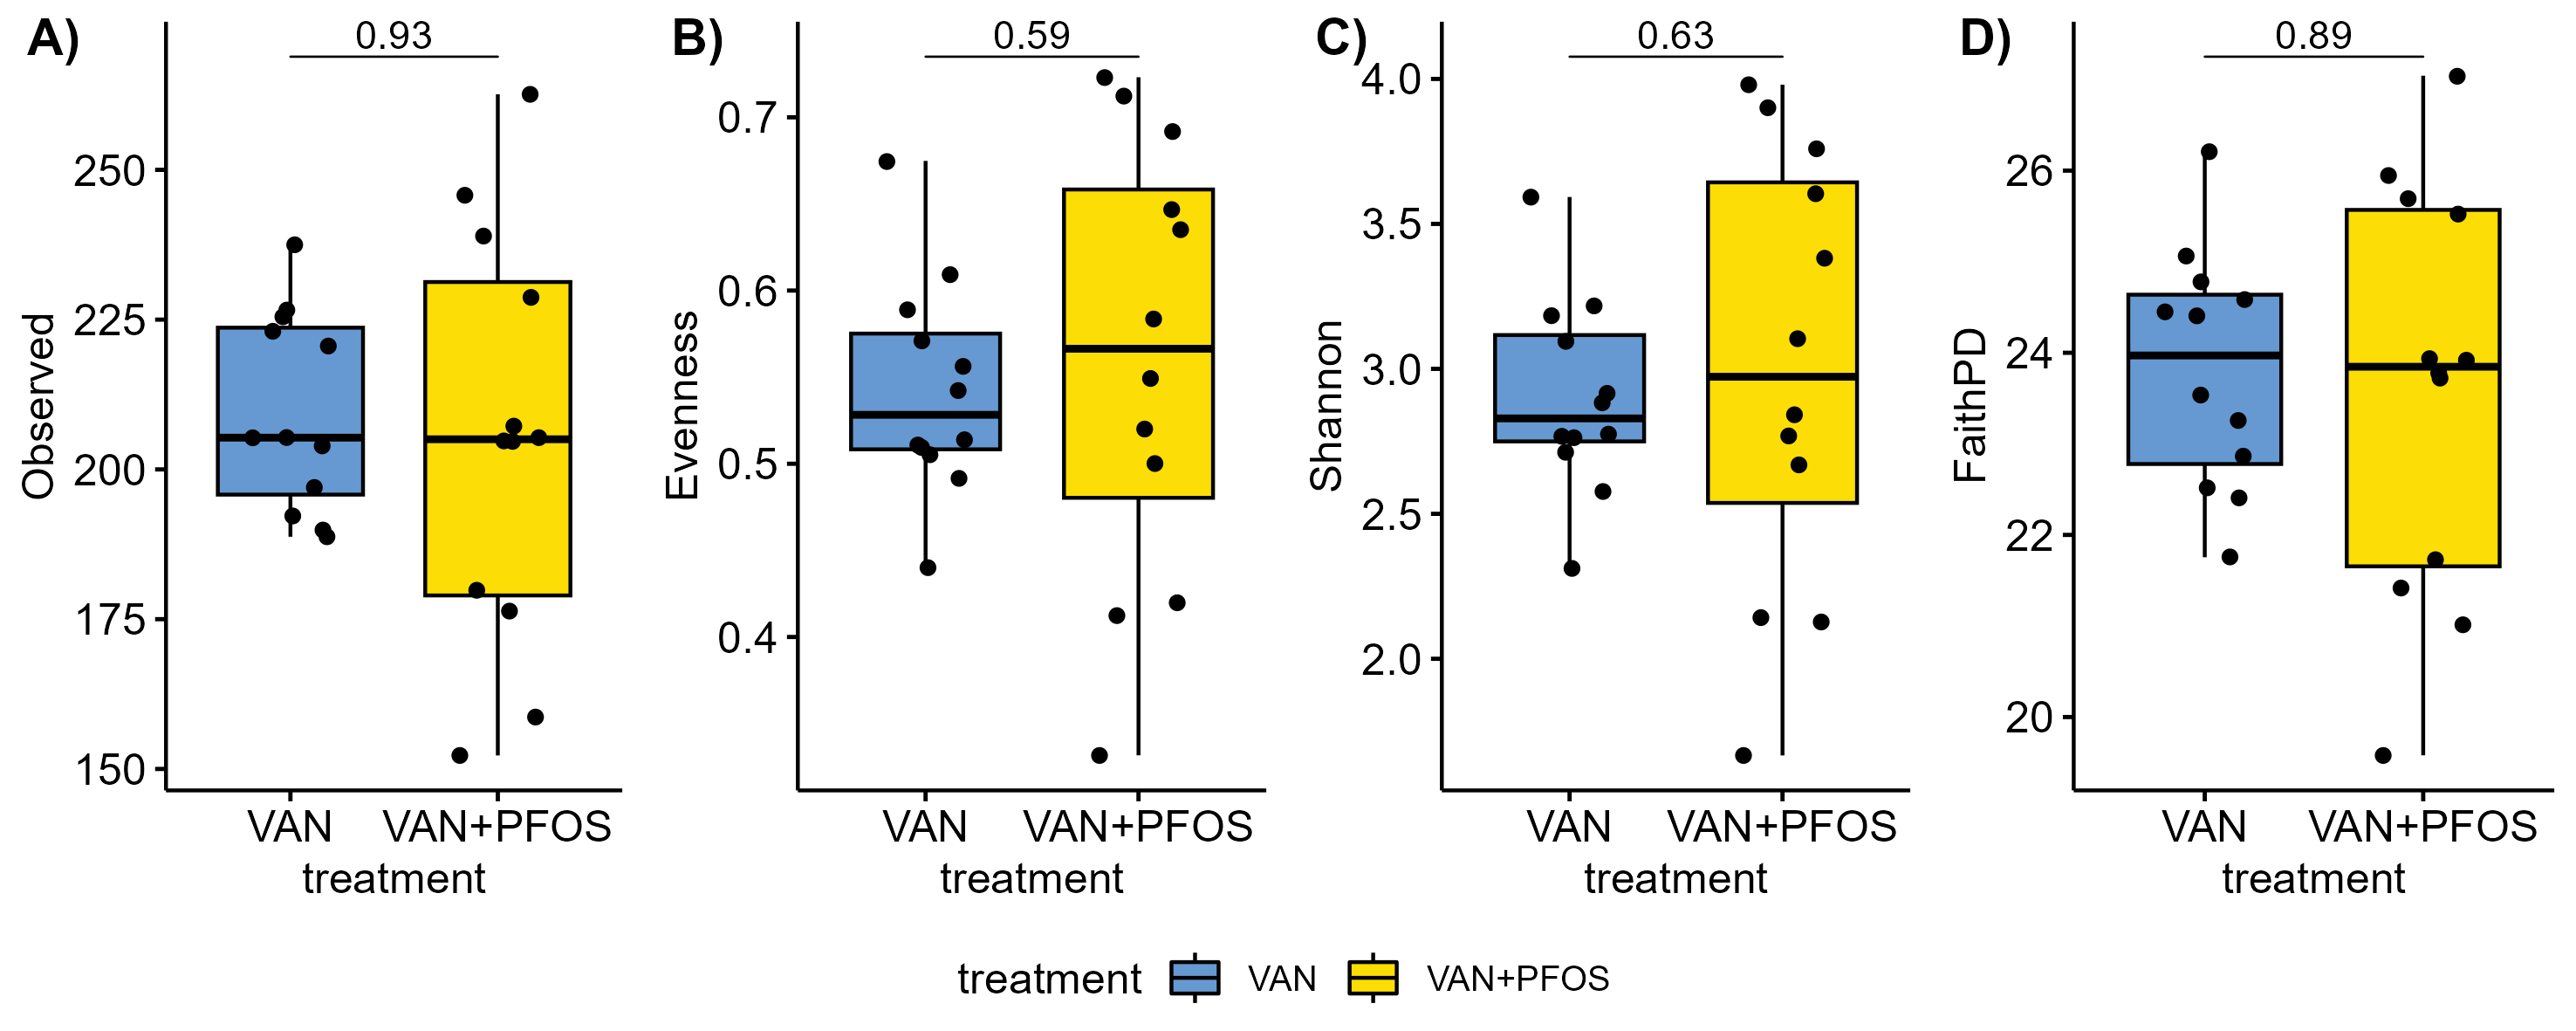 A)
0.93
Observed
250
225
200
175
150
VAN VAN+PFOS
treatment
B)
0.59
Evenness
0.7
0.6
0.5
0.4
VAN VAN+PFOS
treatment
C)
0.63
Shannon
4.0
3.5
3.0
2.5
2.0
VAN VAN+PFOS
treatment
D)
0.89
FaithPD
26
24
22
20
VAN VAN+PFOS
treatment
treatment VAN VAN+PFOS